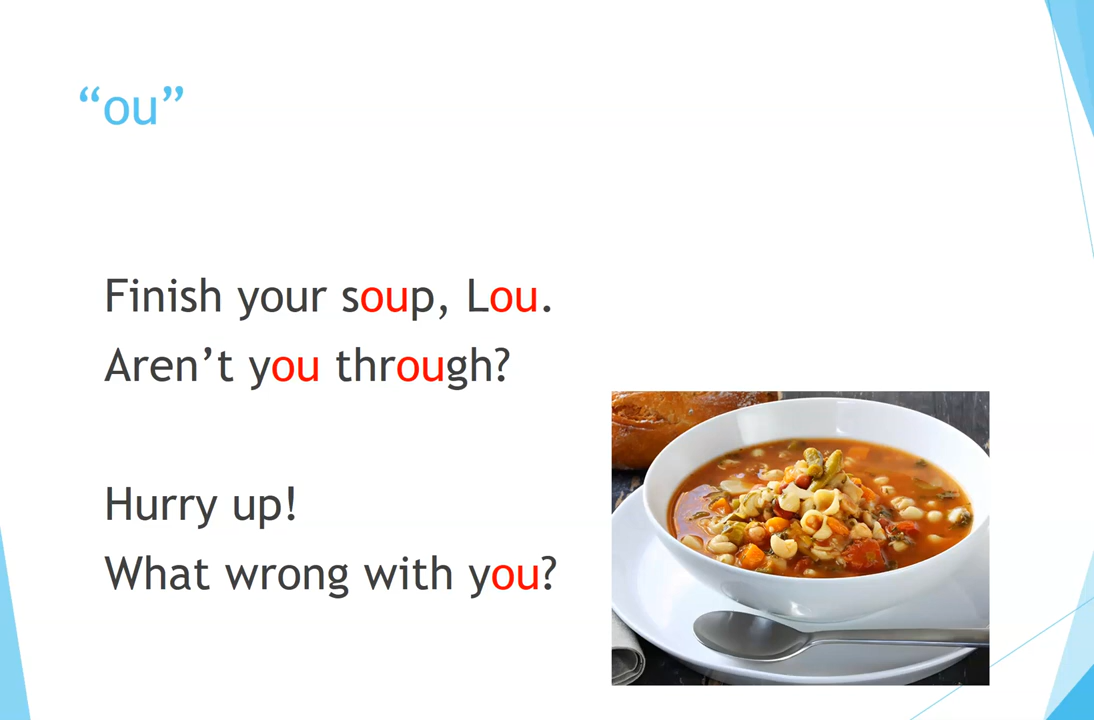 “ou”
Finish your soup, Lou.
Aren’t you through?
Hurry up!
What wrong with you?